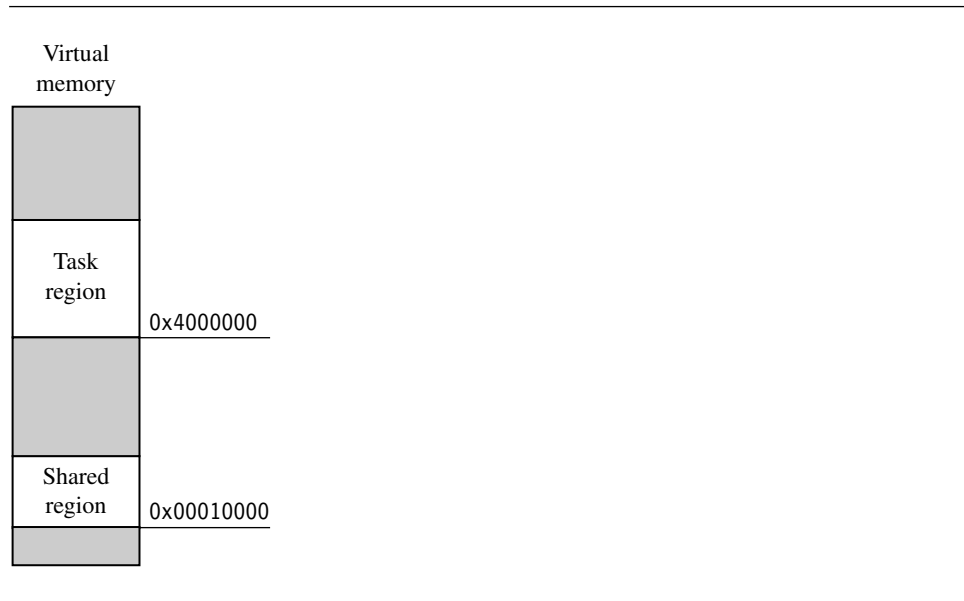 Virtual
memory
Task
region
0x4000000
Shared
region
0x00010000